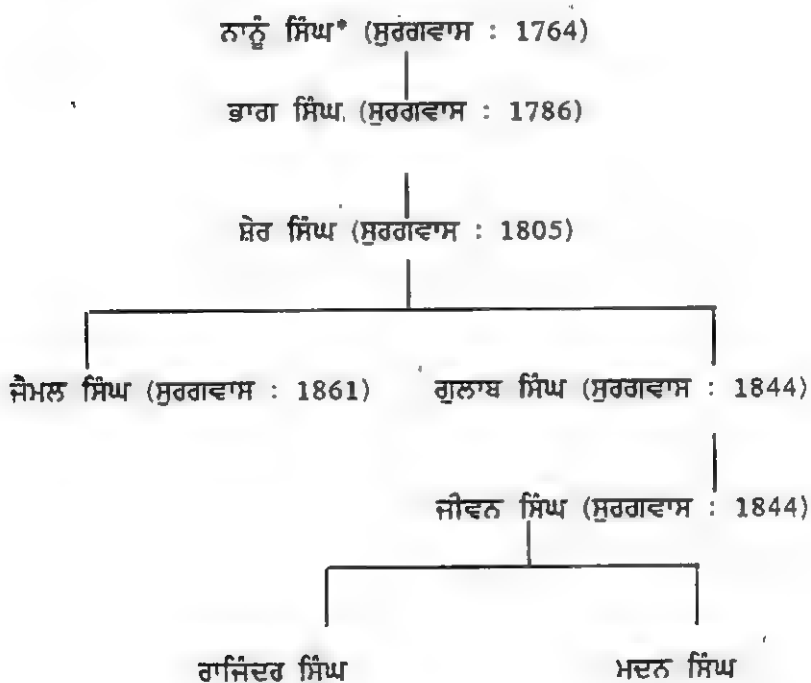 ਨਾਨੂੰ ਸਿੰਘ* (ਸੁਰਗਵਾਸ : 1764)
ਭਾਗ ਸਿੰਘ (ਸੁਰਗਵਾਸ : 1786)
ਸ਼ੇਰ ਸਿੰਘ (ਸੁਰਗਵਾਸ : 1805)
ਜੈਮਲ ਸਿੰਘ (ਸੁਰਗਵਾਸ : 1861) ਗੁਲਾਬ ਸਿੰਘ (ਸੁਰਗਵਾਸ : 1844)
ਜੀਵਨ ਸਿੰਘ (ਸੁਰਗਵਾਸ : 1844)
ਰਾਜਿੰਦਰ ਸਿੰਘ ਮਦਨ ਸਿੰਘ